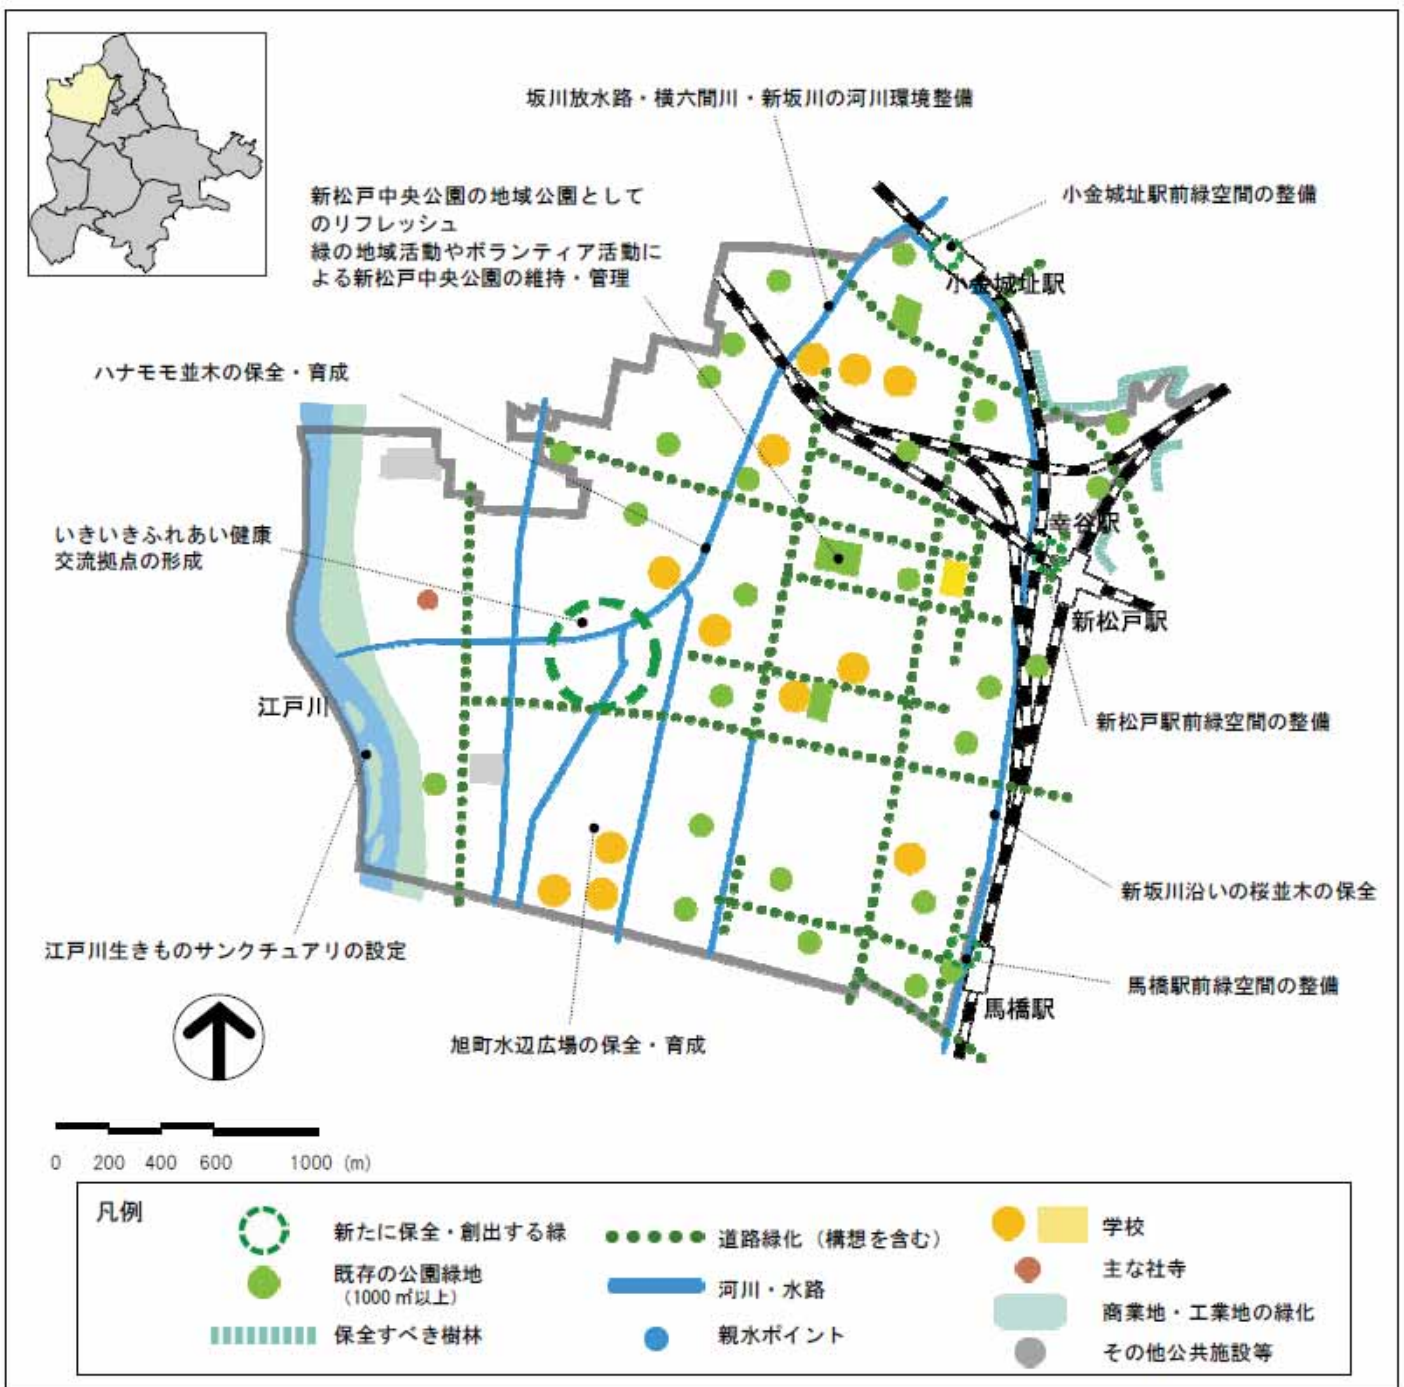 坂川放水路・横六間川・新坂川の河川環境整備
新松戸中央公園の地域公園として
のリフレッシュ
緑の地域活動やボランティア活動に
よる新松戸中央公園の維持・管理
小金城址駅前緑空間の整備
小金城址駅
ハナモモ並木の保全・育成
いきいきふれあい健康
交流拠点の形成
幸谷駅
新松戸駅
江戸川
新松戸駅前緑空間の整備
新坂川沿いの桜並木の保全
江戸川生きものサンクチュアリの設定
馬橋駅前緑空間の整備
馬橋駅
旭町水辺広場の保全・育成
0 200 400 600 1000 (m)
凡例
新たに保全・創出する緑
既存の公園緑地
(1000㎡以上)
保全すべき樹林
道路緑化(構想を含む)
河川・水路
親水ポイント
学校
主な社寺
商業地・工業地の緑化
その他公共施設等